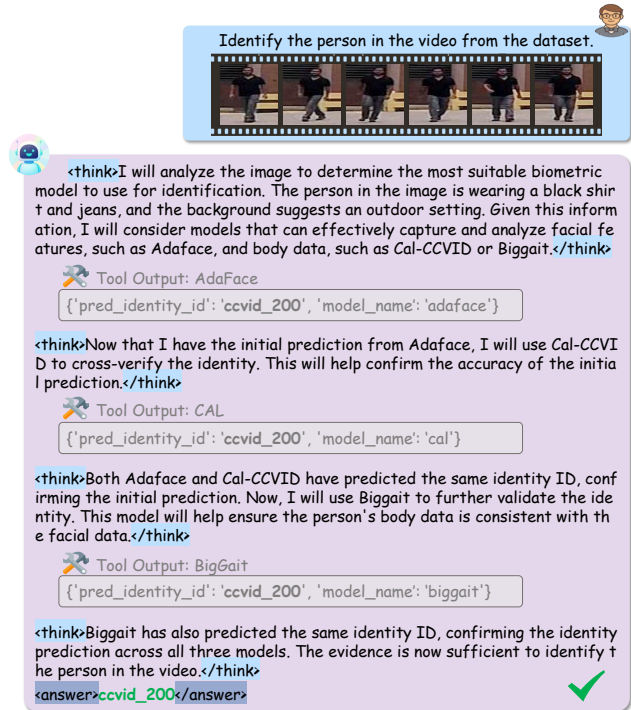 Identify the person in the video from the dataset.
<think>I will analyze the image to determine the most suitable biometric
model to use for identification. The person in the image is wearing a black shir
t and jeans, and the background suggests an outdoor setting. Given this inform
ation, I will consider models that can effectively capture and analyze facial fe
atures, such as Adaface, and body data, such as Cal-CCVID or Biggait.</think>
Tool Output: AdaFace
{'pred_identity_id': 'ccvid_200', 'model_name': 'adaface'}
<think>Now that I have the initial prediction from Adaface, I will use Cal-CCVI
D to cross-verify the identity. This will help confirm the accuracy of the initia
l prediction.</think>
Tool Output: CAL
{'pred_identity_id': 'ccvid_200', 'model_name': 'cal'}
<think>Both Adaface and Cal-CCVID have predicted the same identity ID, conf
irming the initial prediction. Now, I will use Biggait to further validate the ide
ntity. This model will help ensure the person's body data is consistent with th
e facial data.</think>
Tool Output: BigGait
{'pred_identity_id': 'ccvid_200', 'model_name': 'biggait'}
<think>Biggait has also predicted the same identity ID, confirming the identity
prediction across all three models. The evidence is now sufficient to identify t
he person in the video.</think>
<answer>ccvid_200</answer>